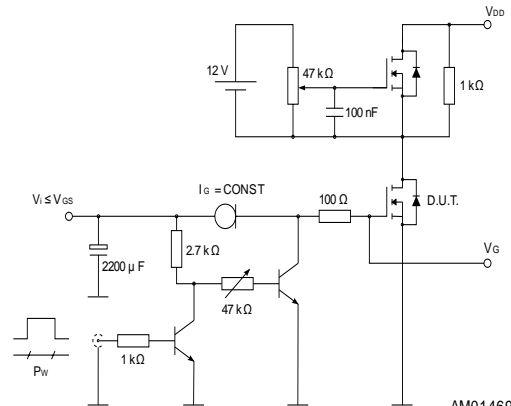 VDD
12 V
47 kΩ
1 kΩ
100 nF
IG = CONST
Vi ≤ VGS
100 Ω
D.U.T.
2.7 kΩ
VG
2200 μF
47 kΩ
1 kΩ
PW